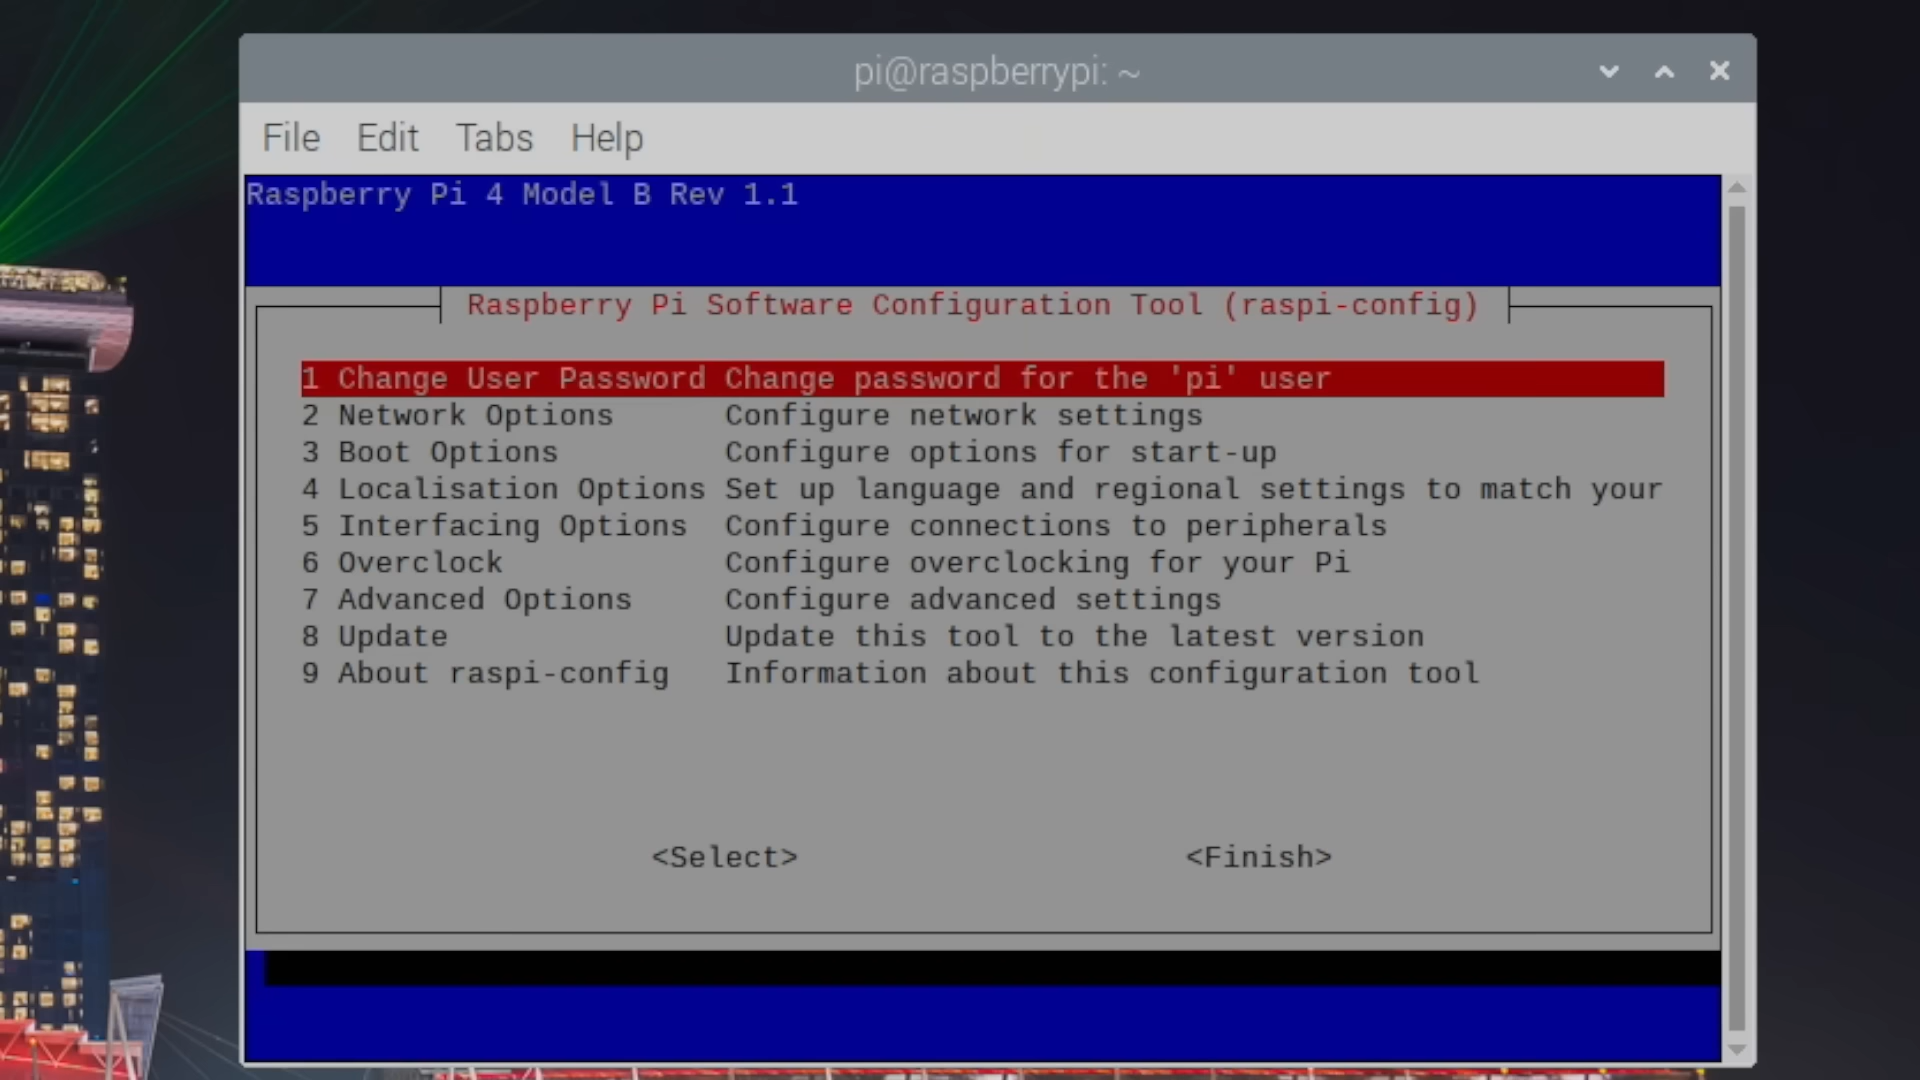 pi@raspberrypi: ~
File Edit Tabs Help
Raspberry Pi 4 Model B Rev 1.1
Raspberry Pi Software Configuration Tool (raspi-config)
1 Change User Password Change password for the 'pi' user
2 Network Options Configure network settings
3 Boot Options Configure options for start-up
4 Localisation Options Set up language and regional settings to match your
5 Interfacing Options Configure connections to peripherals
6 Overclock Configure overclocking for your Pi
7 Advanced Options Configure advanced settings
8 Update Update this tool to the latest version
9 About raspi-config Information about this configuration tool
<Select> <Finish>